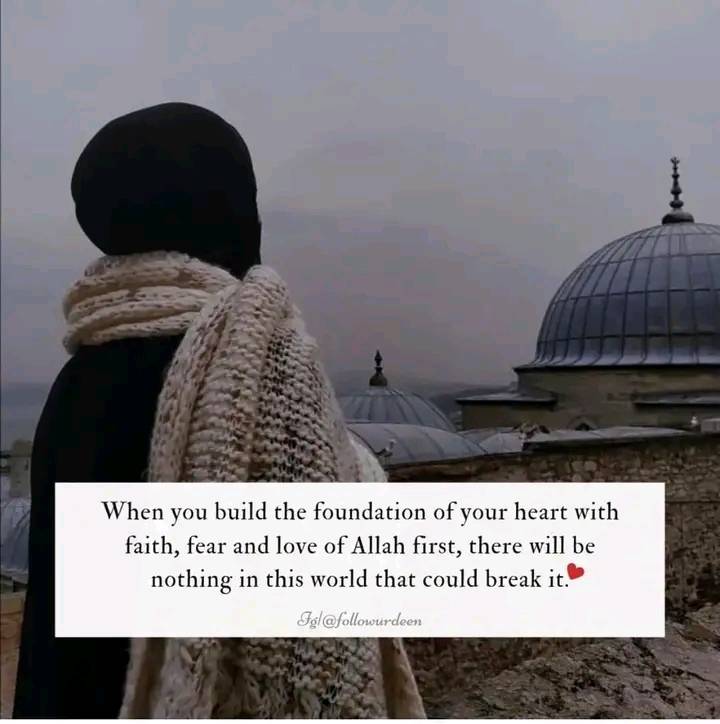 When you build the foundation of your heart with
faith, fear and love of Allah first, there will be
nothing in this world that could break it.
Ig/@followurdeen